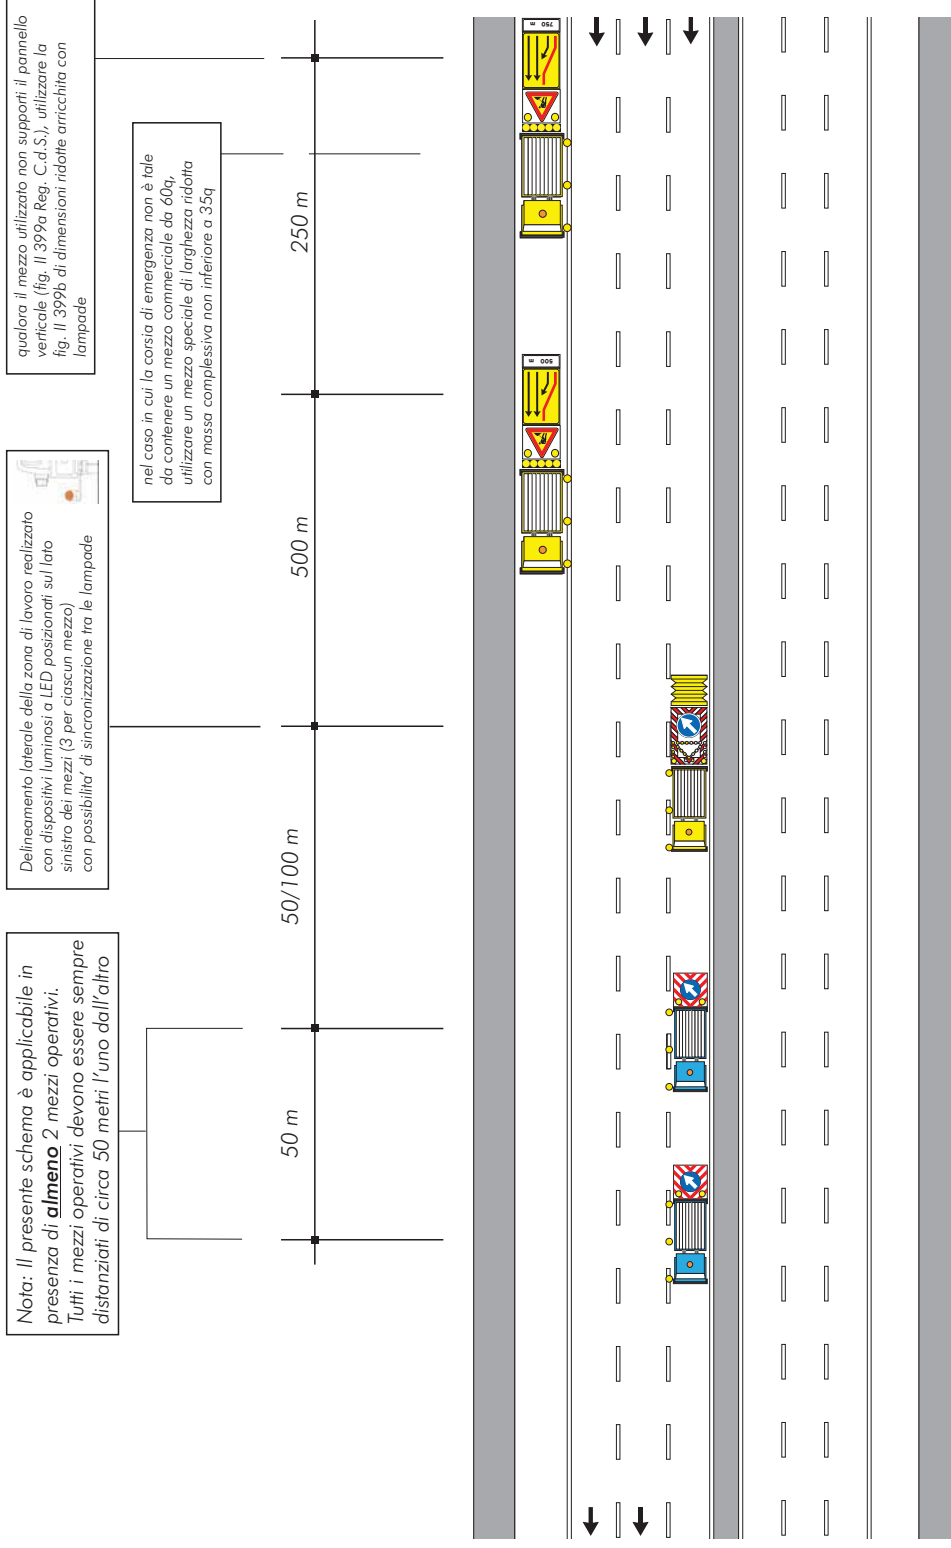 qualora il mezzo utilizzato non supporti il pannello
verticale (fig. II 399a Reg. C.d.S.), utilizzare la
fig. II 399b di dimensioni ridotte arricchita con
lampade
nel caso in cui la corsia di emergenza non è tale
da contenere un mezzo commerciale da 60q,
utilizzare un mezzo speciale di larghezza ridotta
con massa complessiva non inferiore a 35q
Delineamento laterale della zona di lavoro realizzato
con dispositivi luminosi a LED posizionati sul lato
sinistro dei mezzi (3 per ciascun mezzo)
con possibilita' di sincronizzazione tra le lampade
Nota: Il presente schema è applicabile in
presenza di almeno 2 mezzi operativi.
Tutti i mezzi operativi devono essere sempre
distanziati di circa 50 metri l'uno dall'altro
50 m
50/100 m
500 m
250 m
750 m
500 m